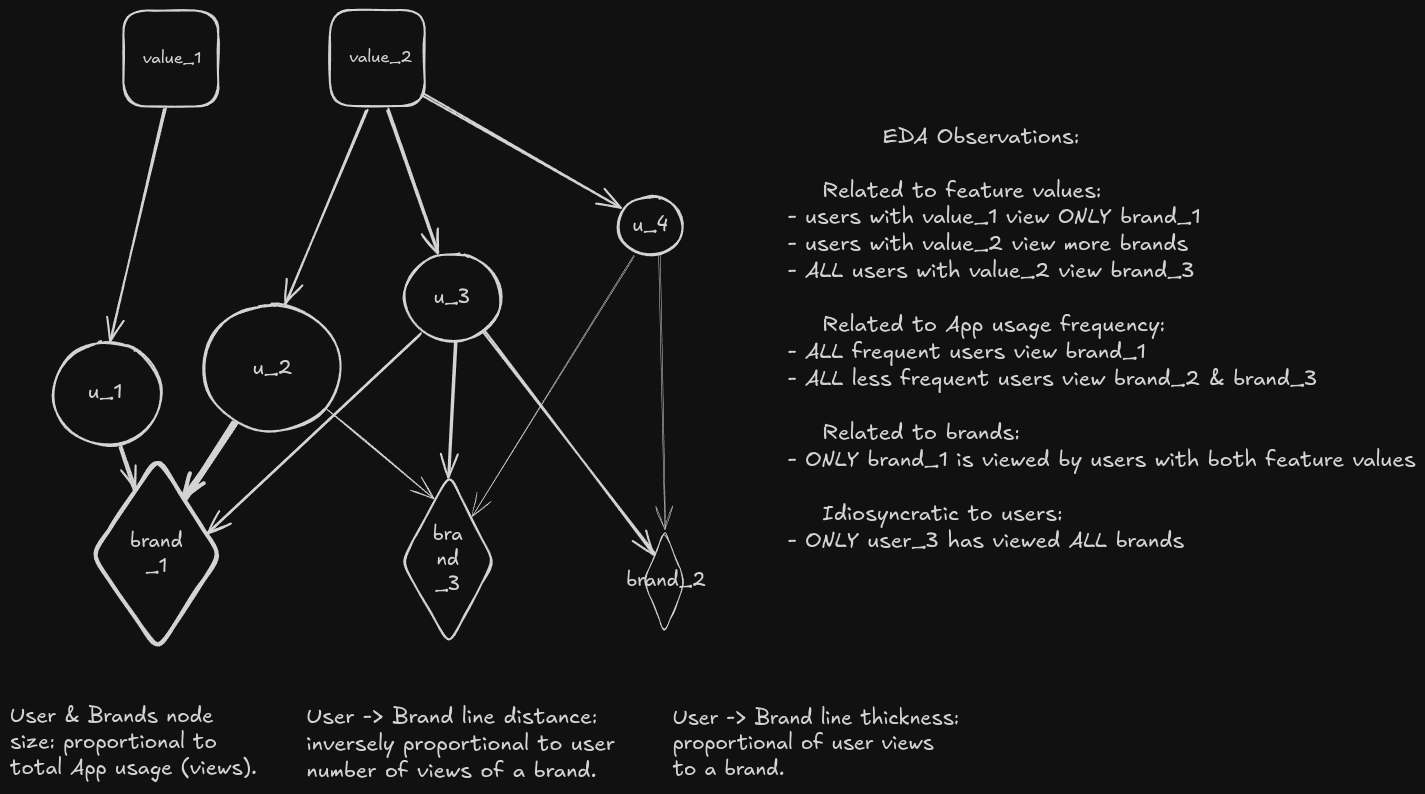 value_1
value_2
u_4
u_3
u_2
u_1
brand
_1
bra
nd
_3
brand_2
EDA Observations:
Related to feature values:
- users with value_1 view ONLY brand_1
- users with value_2 view more brands
- ALL users with value_2 view brand_3
Related to App usage frequency:
- ALL frequent users view brand_1
- ALL less frequent users view brand_2 & brand_3
Related to brands:
- ONLY brand_1 is viewed by users with both feature values
Idiosyncratic to users:
- ONLY user_3 has viewed ALL brands
User & Brands node
size: proportional to
total App usage (views).
User -> Brand line distance:
inversely proportional to user
number of views of a brand.
User -> Brand line thickness:
proportional of user views
to a brand.